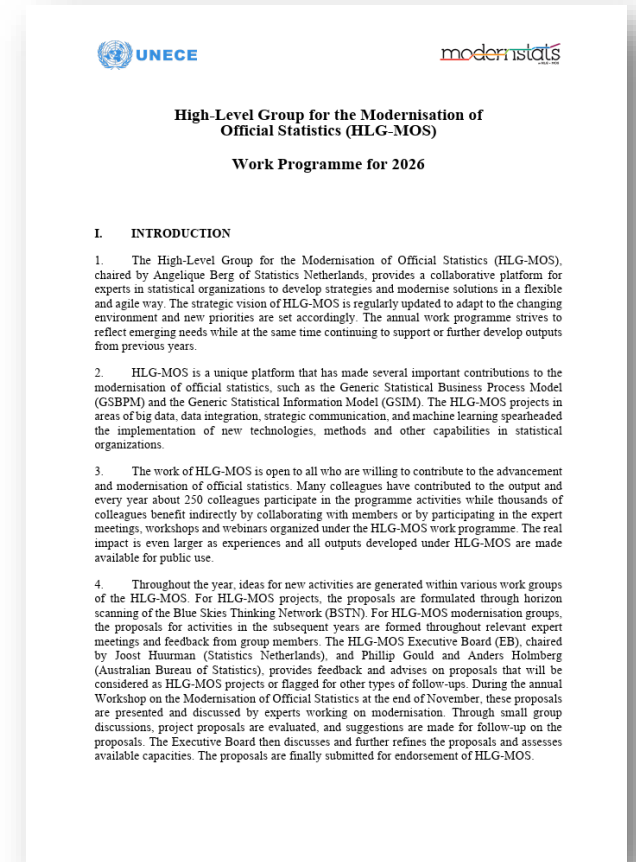 UNECE
modernstats
High-Level Group for the Modernisation of
Official Statistics (HLG-MOS)
Work Programme for 2026
I. INTRODUCTION
1. The High-Level Group for the Modernisation of Official Statistics (HLG-MOS),
chaired by Angelique Berg of Statistics Netherlands, provides a collaborative platform for
experts in statistical organizations to develop strategies and modernise solutions in a flexible
and agile way. The strategic vision of HLG-MOS is regularly updated to adapt to the changing
environment and new priorities are set accordingly. The annual work programme strives to
reflect emerging needs while at the same time continuing to support or further develop outputs
from previous years.
2. HLG-MOS is a unique platform that has made several important contributions to the
modernisation of official statistics, such as the Generic Statistical Business Process Model
(GSBPM) and the Generic Statistical Information Model (GSIM). The HLG-MOS projects in
areas of big data, data integration, strategic communication, and machine learning spearheaded
the implementation of new technologies, methods and other capabilities in statistical
organizations.
3. The work of HLG-MOS is open to all who are willing to contribute to the advancement
and modernisation of official statistics. Many colleagues have contributed to the output and
every year about 250 colleagues participate in the programme activities while thousands of
colleagues benefit indirectly by collaborating with members or by participating in the expert
meetings, workshops and webinars organized under the HLG-MOS work programme. The real
impact is even larger as experiences and all outputs developed under HLG-MOS are made
available for public use.
4. Throughout the year, ideas for new activities are generated within various work groups
of the HLG-MOS. For HLG-MOS projects, the proposals are formulated through horizon
scanning of the Blue Skies Thinking Network (BSTN). For HLG-MOS modernisation groups,
the proposals for activities in the subsequent years are formed throughout relevant expert
meetings and feedback from group members. The HLG-MOS Executive Board (EB), chaired
by Joost Huurman (Statistics Netherlands), and Phillip Gould and Anders Holmberg
(Australian Bureau of Statistics), provides feedback and advises on proposals that will be
considered as HLG-MOS projects or flagged for other types of follow-ups. During the annual
Workshop on the Modernisation of Official Statistics at the end of November, these proposals
are presented and discussed by experts working on modernisation. Through small group
discussions, project proposals are evaluated, and suggestions are made for follow-up on the
proposals. The Executive Board then discusses and further refines the proposals and assesses
available capacities. The proposals are finally submitted for endorsement of HLG-MOS.